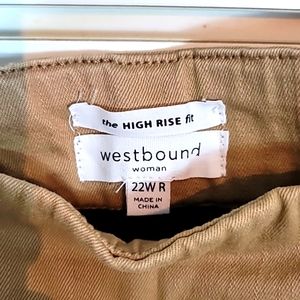 the HIGH RISE fit
westbound
woman
22W R
MADE IN
CHINA